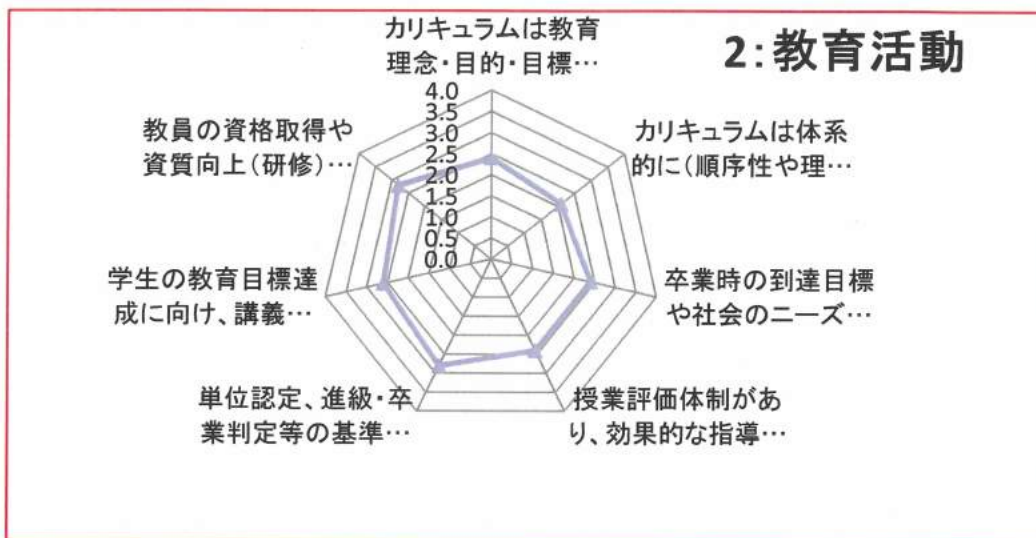 2:教育活動
カリキュラムは教育
理念・目的・目標…
カリキュラムは体系
的に(順序性や理…
卒業時の到達目標
や社会のニーズ…
授業評価体制があ
り、効果的な指導…
単位認定、進級・卒
業判定等の基準…
学生の教育目標達
成に向け、講義…
教員の資格取得や
資質向上(研修)…
4.0
3.5
3.0
2.5
2.0
1.5
1.0
0.5
0.0